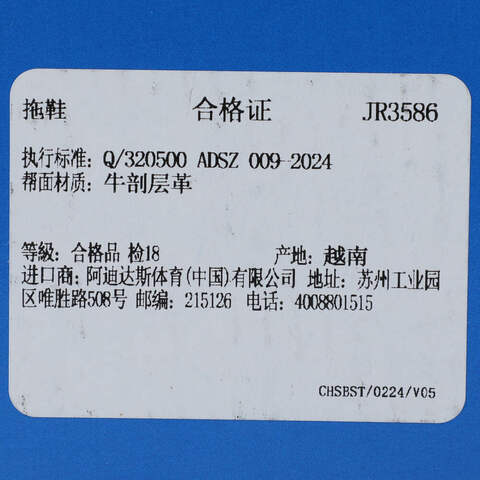 拖鞋 合格证 JR3586
执行标准: Q/320500 ADSZ 009-2024
帮面材质: 牛剖层革
等級: 合格品 检18 产地: 越南
进口商: 阿迪达斯体育(中国)有限公司 地址: 苏州工业园
区唯胜路508号 邮编: 215126 电话: 4008801515
CHSBST/0224/V05